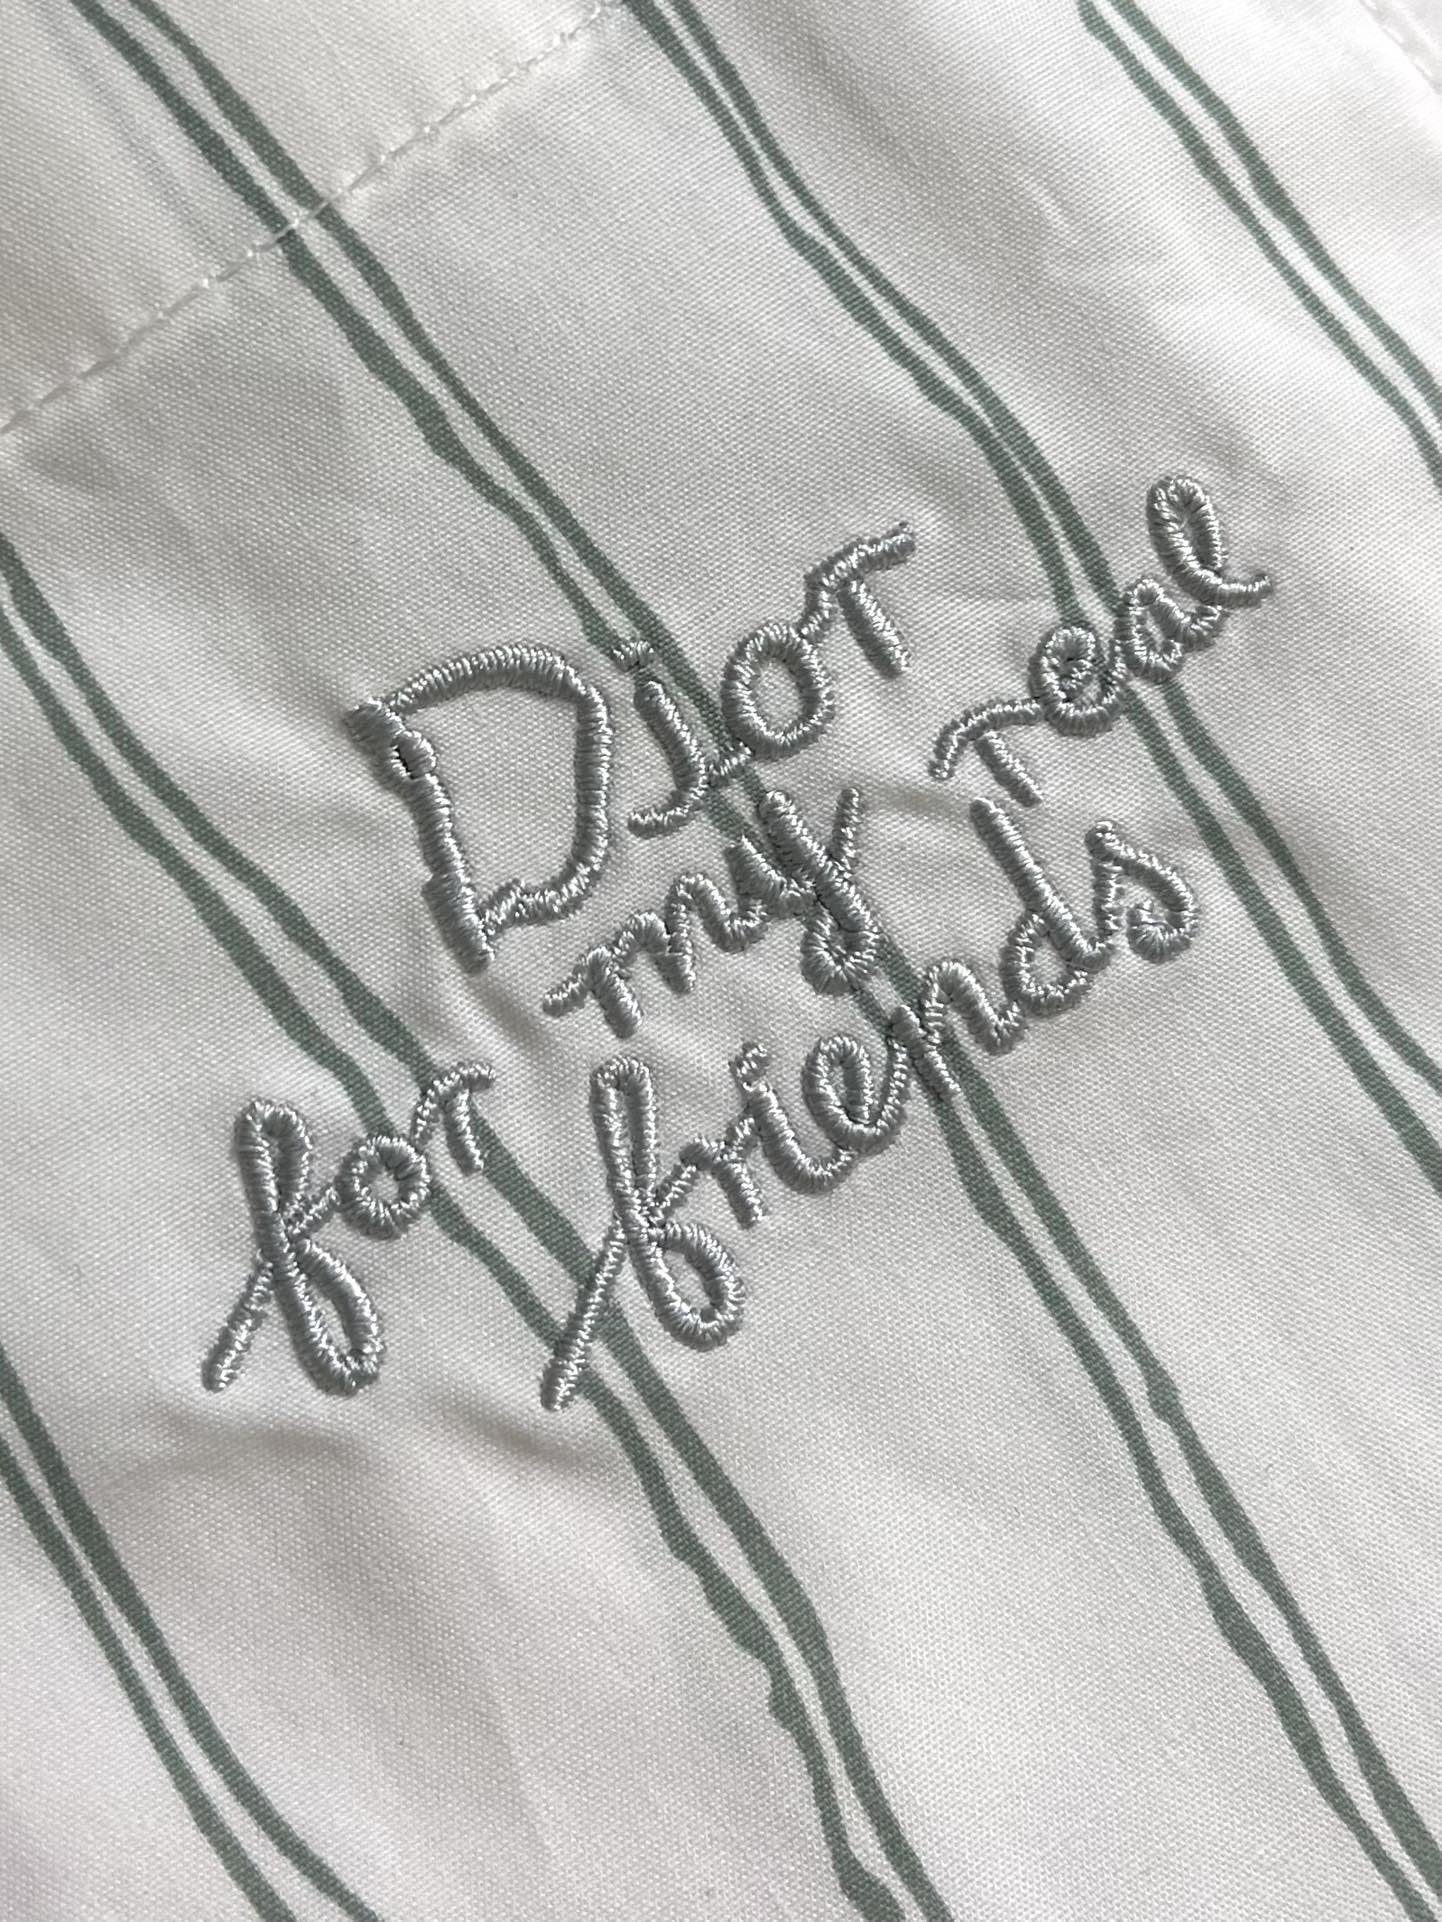 Dior
for my real
friends